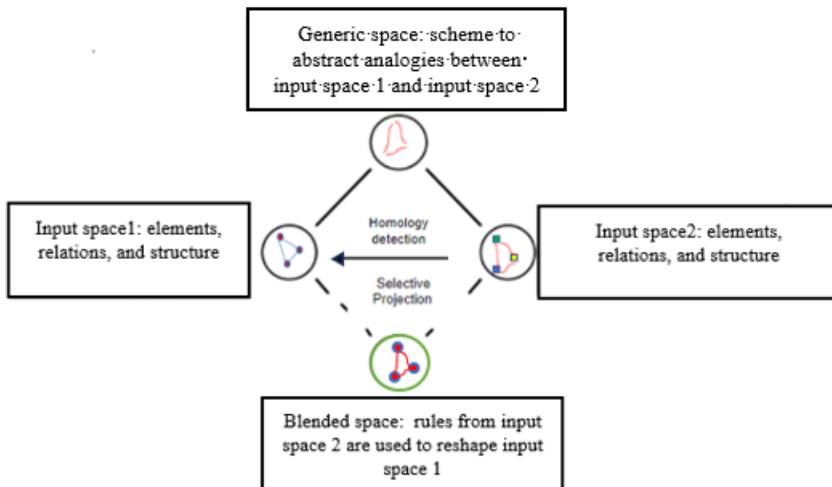 Generic·space:·scheme·to·
abstract·analogies·between·
input·space·1·and·input·space·2
Input space1: elements,
relations, and structure
Homology
detection
Input space2: elements,
relations, and structure
Selective
Projection
Blended space:  rules from input
space 2 are used to reshape input
space 1